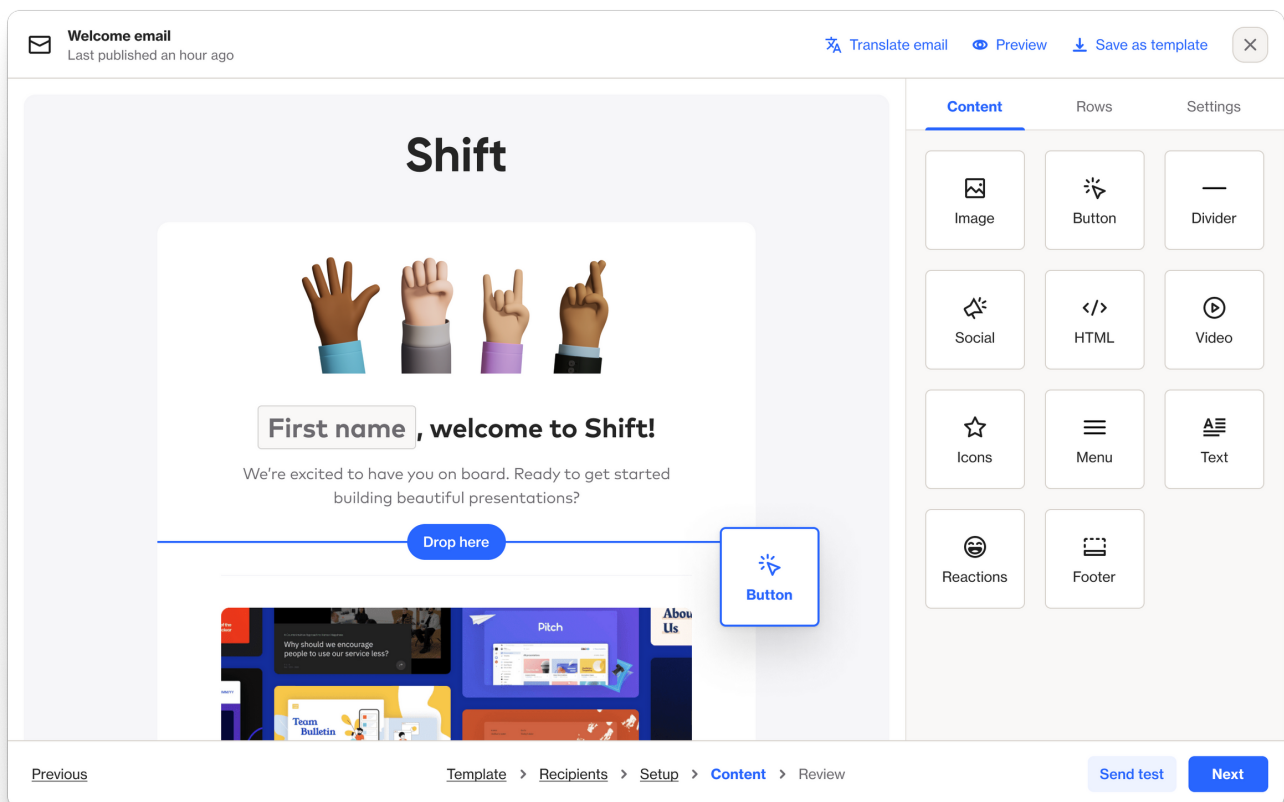 Welcome email
Last published an hour ago
Translate email
Preview
Save as template
Shift
First name , welcome to Shift!
We're excited to have you on board. Ready to get started
building beautiful presentations?
Drop here
Button
Why should we encourage
people to use our service less?
Pitch
About
Us
Team
Bulletin
Content
Rows
Settings
Image
Button
Divider
Social
</>
HTML
Video
Icons
Menu
Text
Reactions
Footer
Previous
Template > Recipients > Setup > Content > Review
Send test
Next